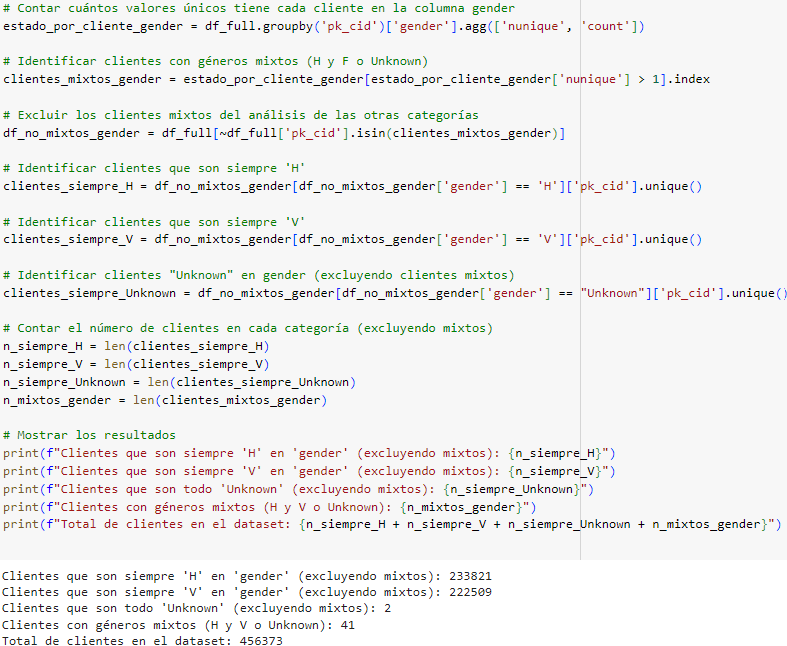 # Contar cuántos valores únicos tiene cada cliente en la columna gender
estado_por_cliente_gender = df_full.groupby('pk_cid')['gender'].agg(['nunique', 'count'])
# Identificar clientes con géneros mixtos (H y F o Unknown)
clientes_mixtos_gender = estado_por_cliente_gender[estado_por_cliente_gender['nunique'] > 1].index
# Excluir los clientes mixtos del análisis de las otras categorías
df_no_mixtos_gender = df_full[~df_full['pk_cid'].isin(clientes_mixtos_gender)]
# Identificar clientes que son siempre 'H'
clientes_siempre_H = df_no_mixtos_gender[df_no_mixtos_gender['gender'] == 'H']['pk_cid'].unique()
# Identificar clientes que son siempre 'V'
clientes_siempre_V = df_no_mixtos_gender[df_no_mixtos_gender['gender'] == 'V']['pk_cid'].unique()
# Identificar clientes "Unknown" en gender (excluyendo clientes mixtos)
clientes_siempre_Unknown = df_no_mixtos_gender[df_no_mixtos_gender['gender'] == "Unknown"]['pk_cid'].unique()
# Contar el número de clientes en cada categoría (excluyendo mixtos)
n_siempre_H = len(clientes_siempre_H)
n_siempre_V = len(clientes_siempre_V)
n_siempre_Unknown = len(clientes_siempre_Unknown)
n_mixtos_gender = len(clientes_mixtos_gender)
# Mostrar los resultados
print(f"Clientes que son siempre 'H' en 'gender' (excluyendo mixtos): {n_siempre_H}")
print(f"Clientes que son siempre 'V' en 'gender' (excluyendo mixtos): {n_siempre_V}")
print(f"Clientes que son todo 'Unknown' (excluyendo mixtos): {n_siempre_Unknown}")
print(f"Clientes con géneros mixtos (H y V o Unknown): {n_mixtos_gender}")
print(f"Total de clientes en el dataset: {n_siempre_H + n_siempre_V + n_siempre_Unknown + n_mixtos_gender}")
Clientes que son siempre 'H' en 'gender' (excluyendo mixtos): 233821
Clientes que son siempre 'V' en 'gender' (excluyendo mixtos): 222509
Clientes que son todo 'Unknown' (excluyendo mixtos): 2
Clientes con géneros mixtos (H y V o Unknown): 41
Total de clientes en el dataset: 456373